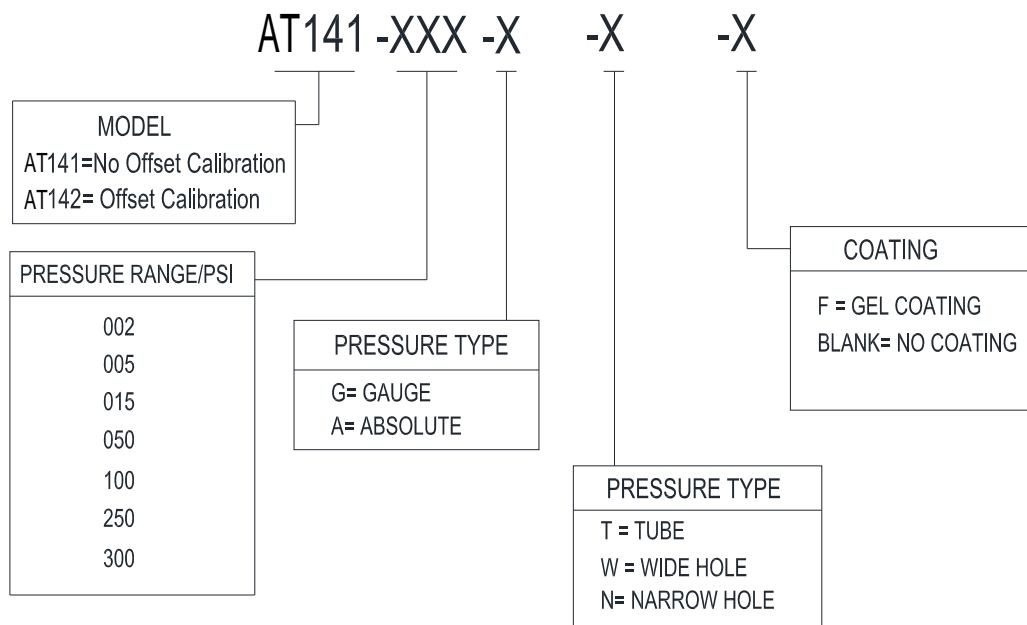 AT141 -XXX -X -X -X
MODEL
AT141=No Offset Calibration
AT142= Offset Calibration
PRESSURE RANGE/PSI
002
005
015
050
100
250
300
PRESSURE TYPE
G= GAUGE
A= ABSOLUTE
PRESSURE TYPE
T = TUBE
W = WIDE HOLE
N= NARROW HOLE
COATING
F = GEL COATING
BLANK= NO COATING